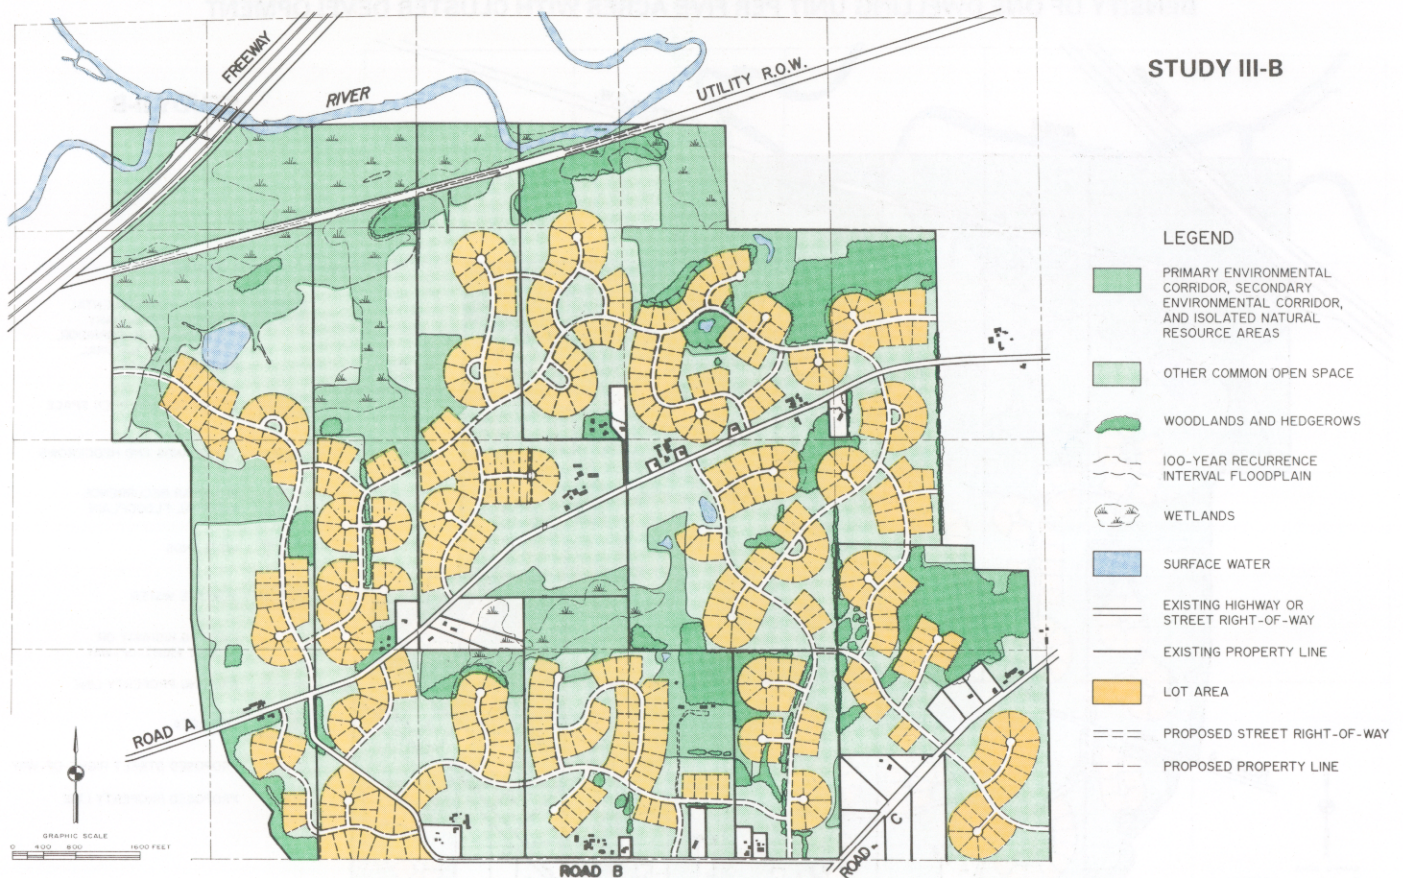 STUDY III-B
FREEWAY
RIVER
UTILITY R.O.W.
LEGEND
PRIMARY ENVIRONMENTAL
CORRIDOR, SECONDARY
ENVIRONMENTAL CORRIDOR,
AND ISOLATED NATURAL
RESOURCE AREAS
OTHER COMMON OPEN SPACE
WOODLANDS AND HEDGEROWS
100-YEAR RECURRENCE
INTERVAL FLOODPLAIN
WETLANDS
SURFACE WATER
EXISTING HIGHWAY OR
STREET RIGHT-OF-WAY
EXISTING PROPERTY LINE
LOT AREA
PROPOSED STREET RIGHT-OF-WAY
PROPOSED PROPERTY LINE
ROAD A
ROAD B
ROAD C
GRAPHIC SCALE
0 400 800 1600 FEET